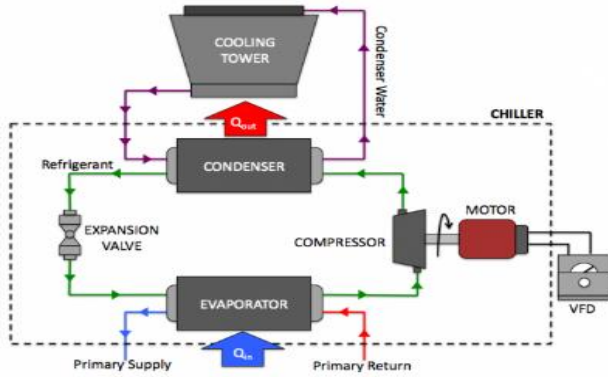 COOLING
TOWER
Condenser Water
Qout
CHILLER
CONDENSER
Refrigerant
EXPANSION
VALVE
MOTOR
COMPRESSOR
EVAPORATOR
VFD
Primary Supply
Qin
Primary Return